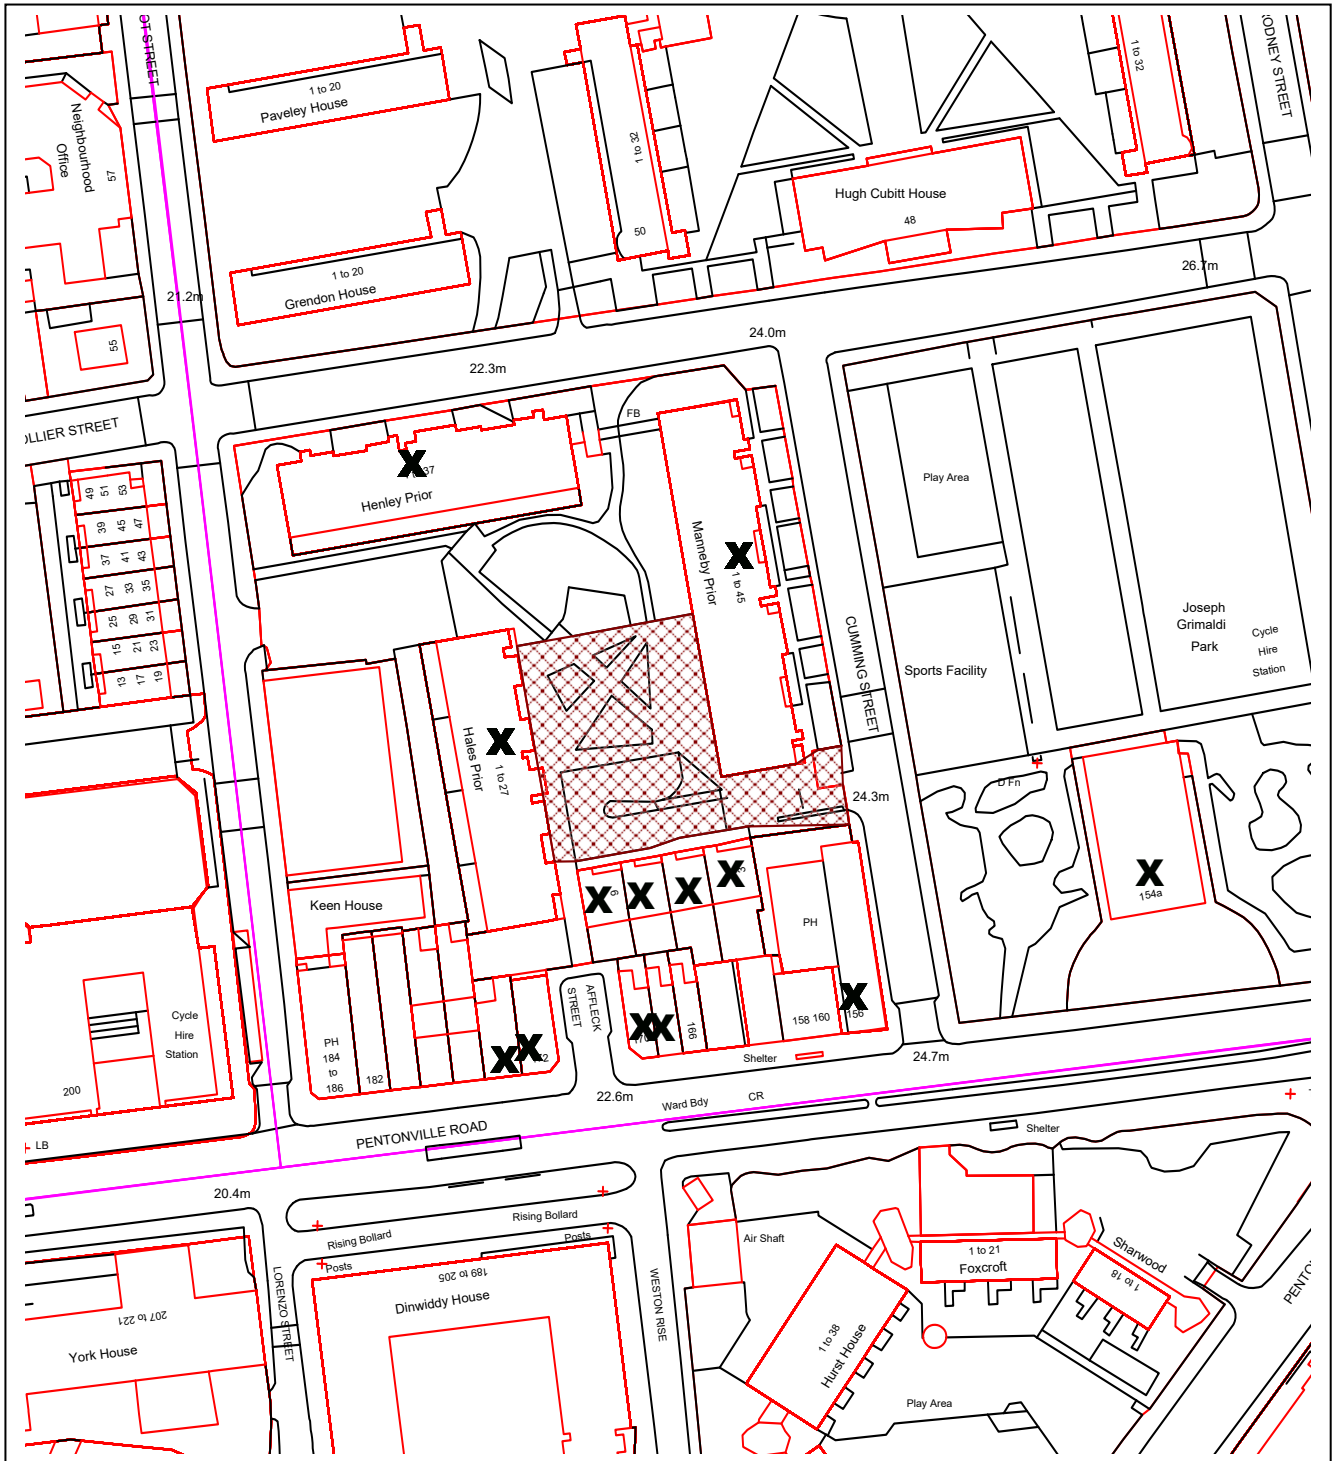 1 to 20
Paveley House
Neighbourhood
Office
57
1 to 32
50
1 to 32
Hugh Cubitt House
48
26.7m
21.2m
1 to 20
Grendon House
55
24.0m
22.3m
FB
37
Henley Prior
Manneby Prior
1 to 45
Play Area
49
51
53
39
45
47
37
41
43
27
33
35
25
29
31
15
21
23
13
17
19
Joseph
Grimaldi
Park
Cycle
Hire
Station
CUMMING STREET
Sports Facility
Hales Prior
1 to 27
D Fn
24.3m
154a
Keen House
6
3
PH
AFFLECK
STREET
166
158 160
156
Shelter
24.7m
Cycle
Hire
Station
PH
184
to
186
182
200
22.6m
Ward Bdy
CR
LB
PENTONVILLE ROAD
Shelter
20.4m
Rising Bollard
Rising Bollard
Posts
Posts
189 to 205
Dinwiddy House
LORENZO STREET
207 to 221
York House
WESTON RISE
Air Shaft
1 to 21
Foxcroft
Sharwood
1 to 18
1 to 38
Hurst House
Play Area